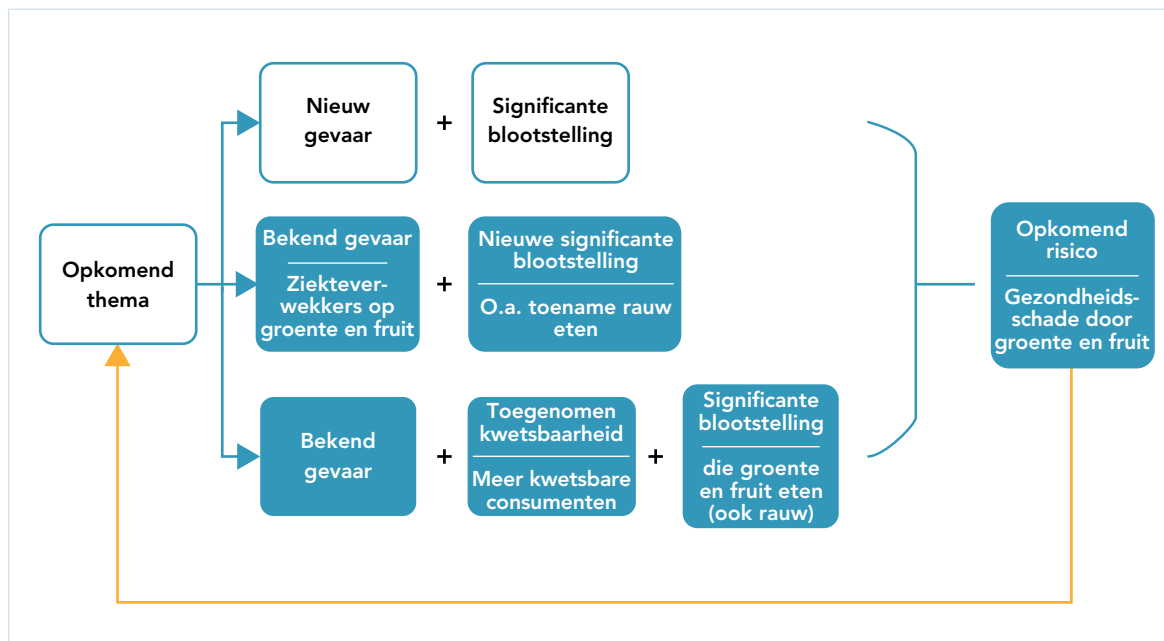 Nieuw
gevaar
+
Significante
blootstelling
Opkomend
thema
Bekend gevaar
Ziektever-
wekkers op
groente en fruit
+
Nieuwe significante
blootstelling
O.a. toename rauw
eten
Opkomend
risico
Gezondheids-
schade door
groente en fruit
Bekend
gevaar
+
Toegenomen
kwetsbaarheid
Meer kwetsbare
consumenten
+
Significante
blootstelling
die groente
en fruit eten
(ook rauw)